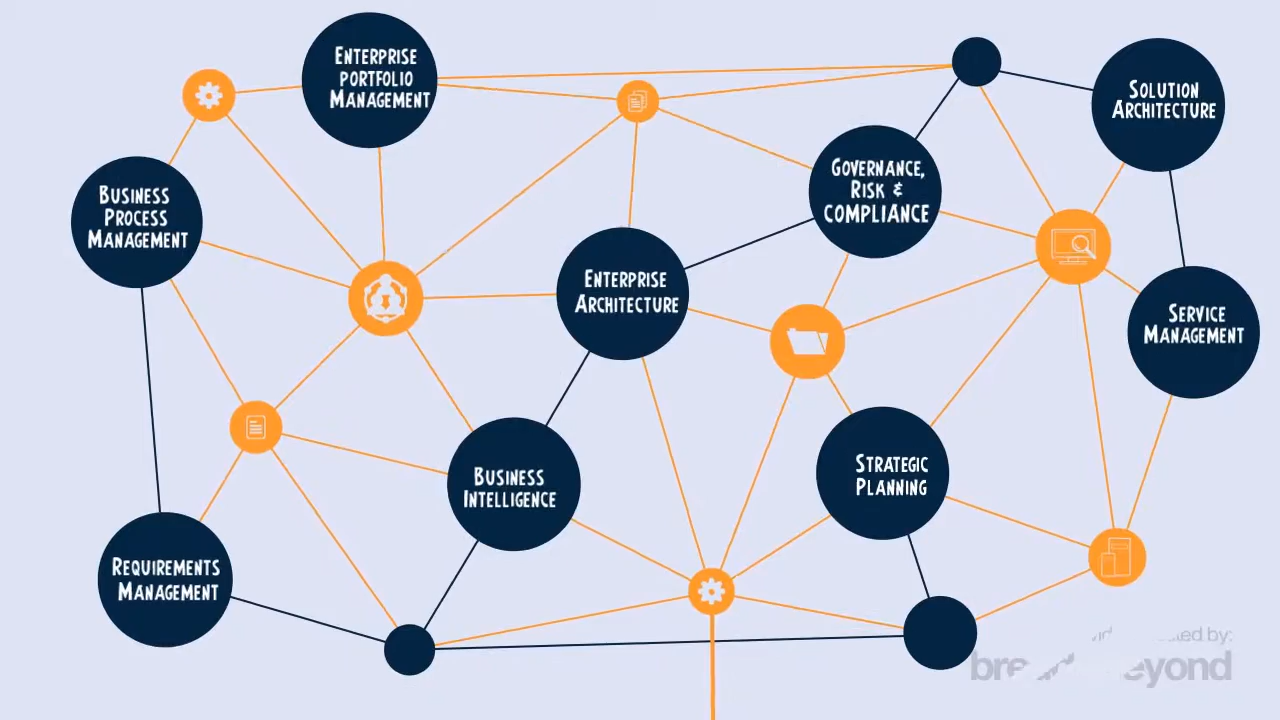 Enterprise
Portfolio
Management
Solution
Architecture
Governance,
Risk &
Compliance
Business
Process
Management
Enterprise
Architecture
Service
Management
Strategic
Planning
Business
Intelligence
Requirements
Management
by: